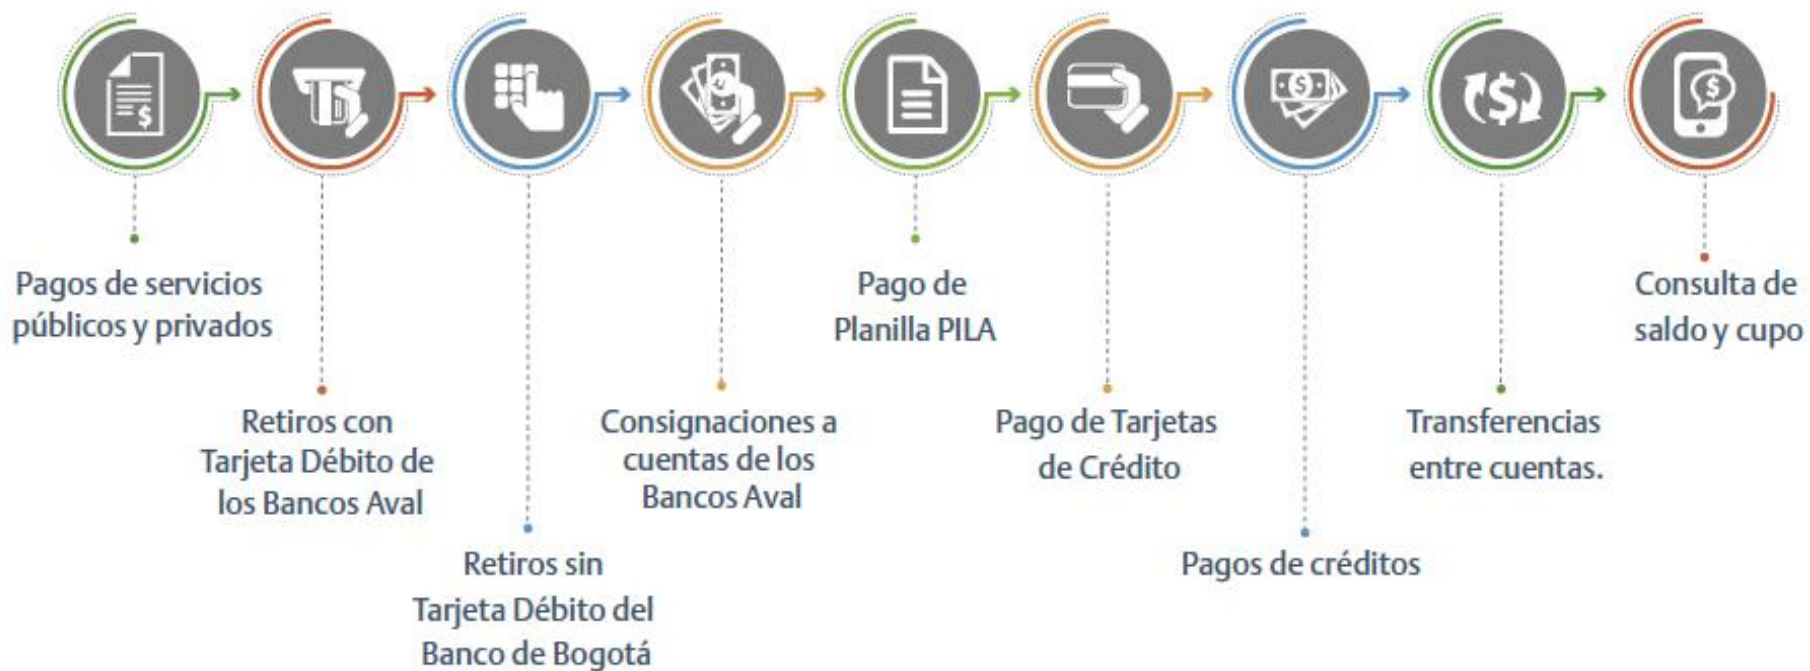 Pagos de servicios
públicos y privados
Retiros con
Tarjeta Débito de
los Bancos Aval
Retiros sin
Tarjeta Débito del
Banco de Bogotá
Consignaciones a
cuentas de los
Bancos Aval
Pago de
Planilla PILA
Pago de Tarjetas
de Crédito
Pagos de créditos
Transferencias
entre cuentas.
Consulta de
saldo y cupo